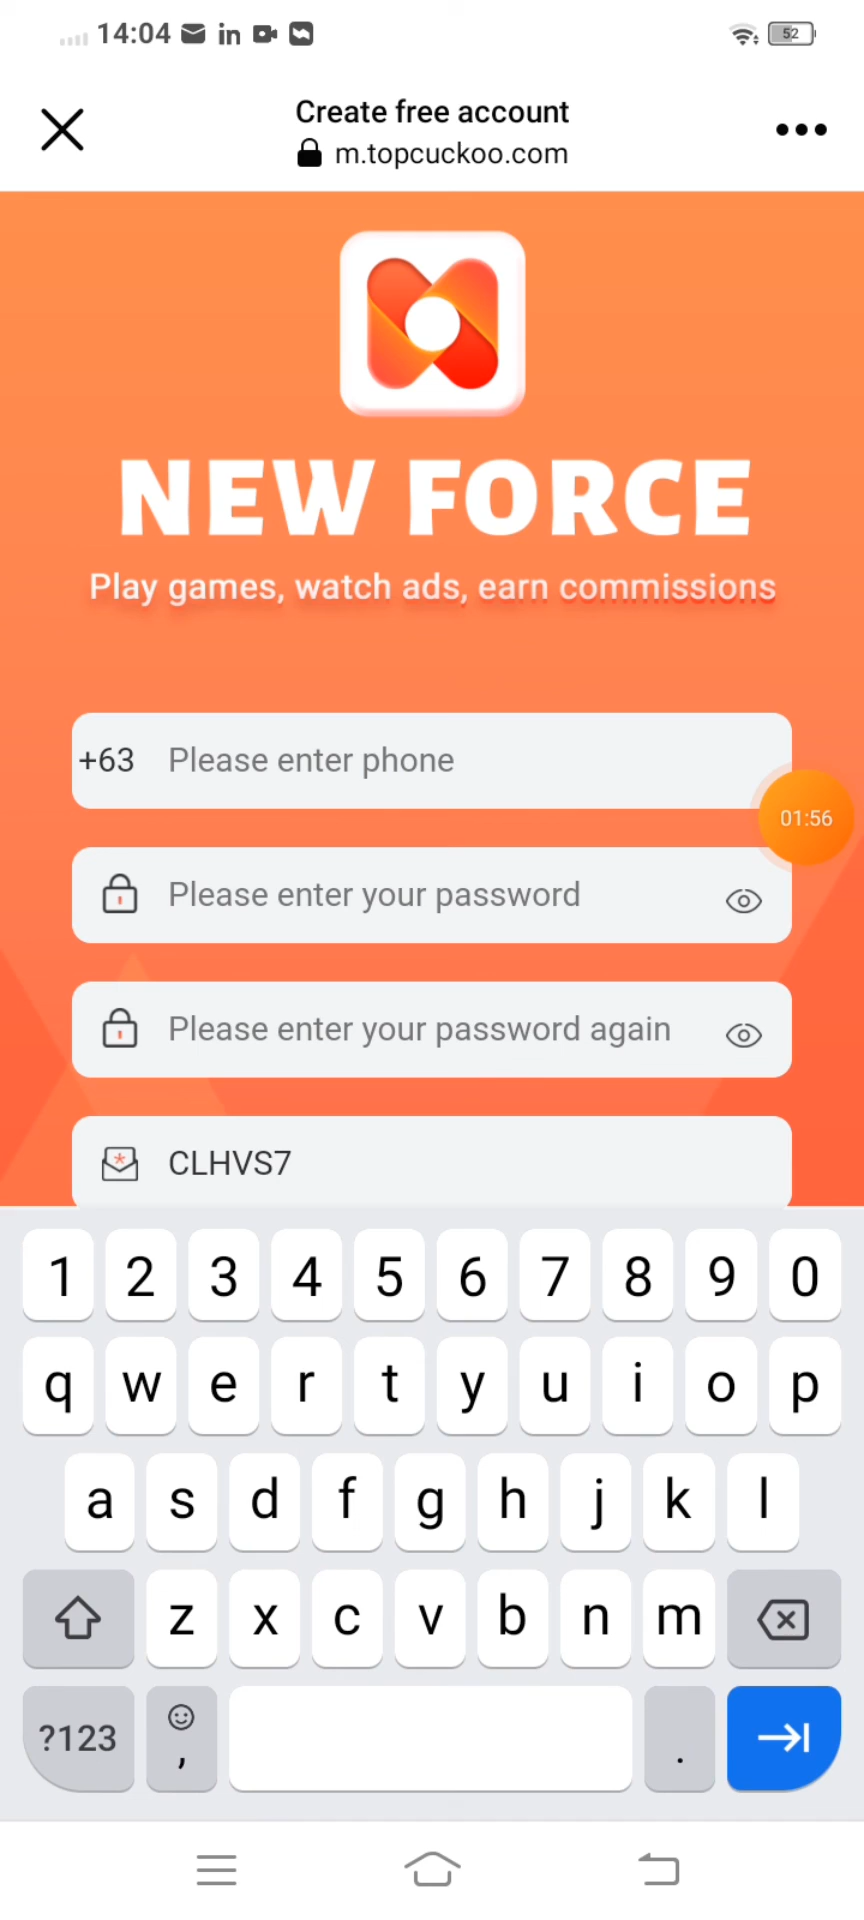 14:04
52
Create free account
m.topcuckoo.com
NEW FORCE
Play games, watch ads, earn commissions
+63 Please enter phone
01:56
Please enter your password
Please enter your password again
CLHVS7
1 2 3 4 5 6 7 8 9 0
q w e r t y u i o p
a s d f g h j k l
z x c v b n m
?123 , .